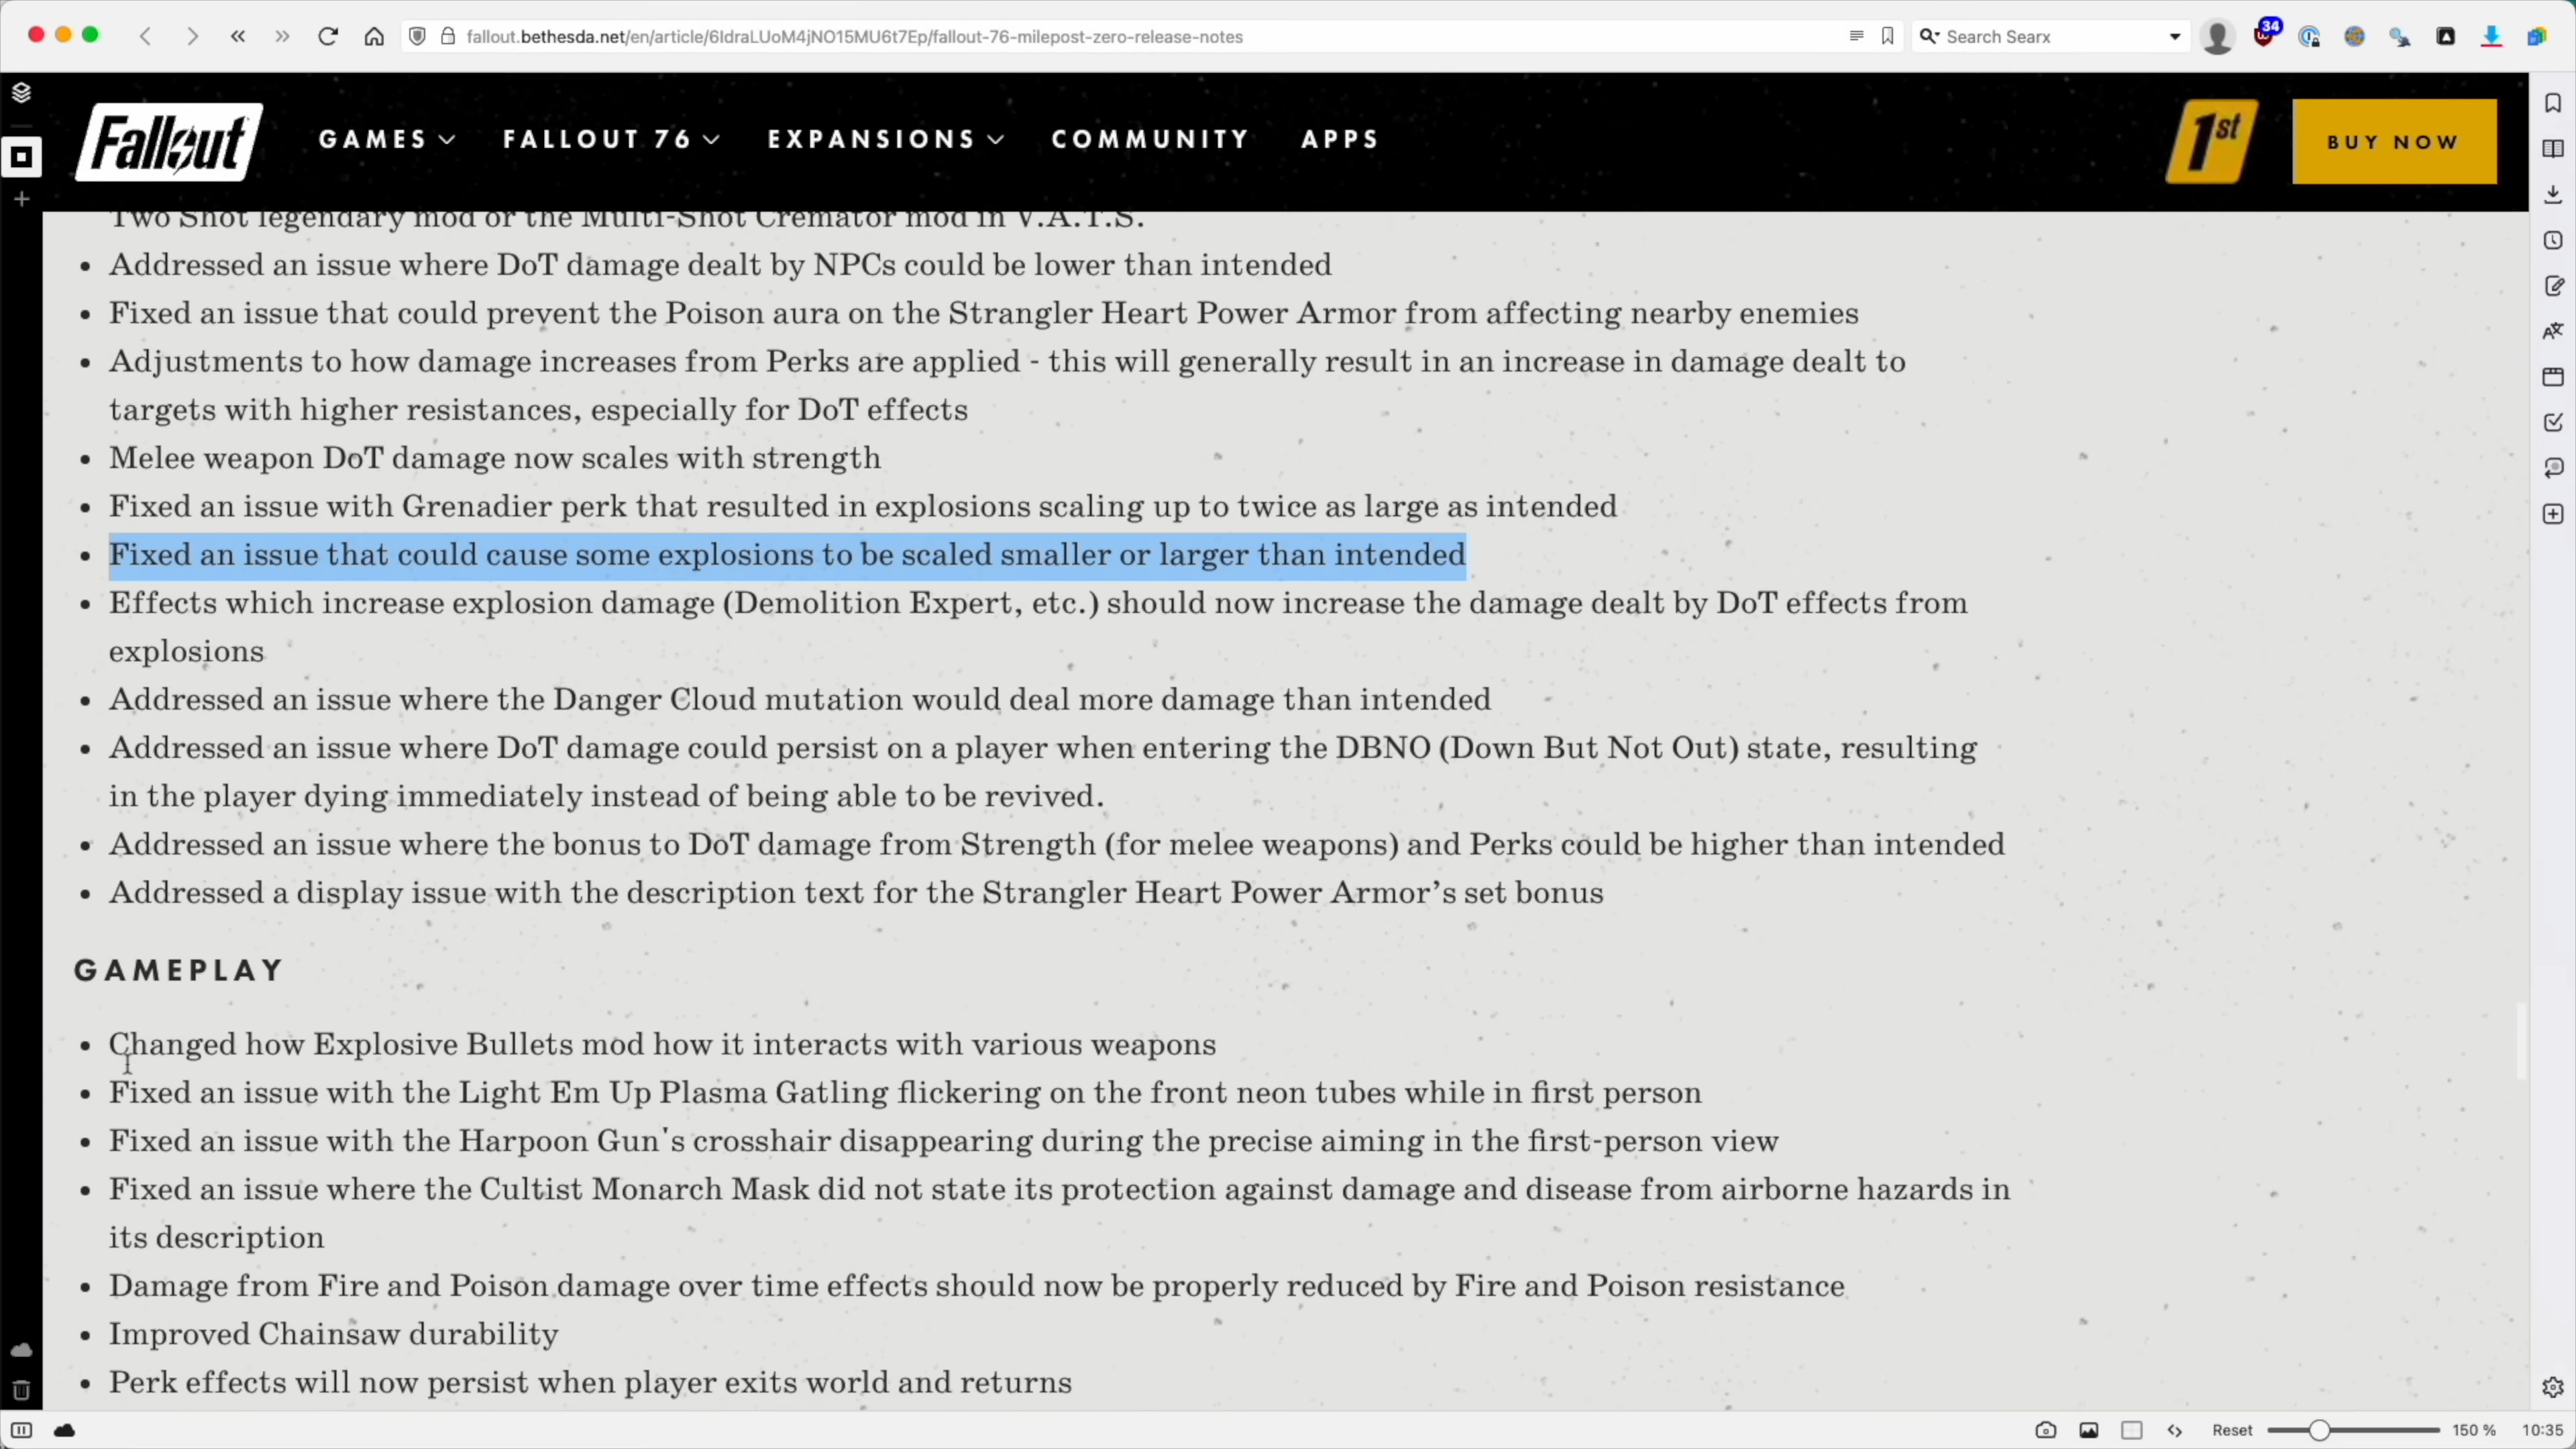 fallout.bethesda.net/en/article/6IdraLUoM4jNO15MU6t7Ep/fallout-76-milepost-zero-release-notes
Search Searx
34
Fallout
GAMES
FALLOUT 76
EXPANSIONS
COMMUNITY
APPS
1st
BUY NOW
Two Shot legendary mod or the Multi-Shot Cremator mod in V.A.T.S.
• Addressed an issue where DoT damage dealt by NPCs could be lower than intended
• Fixed an issue that could prevent the Poison aura on the Strangler Heart Power Armor from affecting nearby enemies
• Adjustments to how damage increases from Perks are applied - this will generally result in an increase in damage dealt to
targets with higher resistances, especially for DoT effects
• Melee weapon DoT damage now scales with strength
• Fixed an issue with Grenadier perk that resulted in explosions scaling up to twice as large as intended
• Fixed an issue that could cause some explosions to be scaled smaller or larger than intended
• Effects which increase explosion damage (Demolition Expert, etc.) should now increase the damage dealt by DoT effects from
explosions
• Addressed an issue where the Danger Cloud mutation would deal more damage than intended
• Addressed an issue where DoT damage could persist on a player when entering the DBNO (Down But Not Out) state, resulting
in the player dying immediately instead of being able to be revived.
• Addressed an issue where the bonus to DoT damage from Strength (for melee weapons) and Perks could be higher than intended
• Addressed a display issue with the description text for the Strangler Heart Power Armor’s set bonus
GAMEPLAY
• Changed how Explosive Bullets mod how it interacts with various weapons
• Fixed an issue with the Light Em Up Plasma Gatling flickering on the front neon tubes while in first person
• Fixed an issue with the Harpoon Gun's crosshair disappearing during the precise aiming in the first-person view
• Fixed an issue where the Cultist Monarch Mask did not state its protection against damage and disease from airborne hazards in
its description
• Damage from Fire and Poison damage over time effects should now be properly reduced by Fire and Poison resistance
• Improved Chainsaw durability
• Perk effects will now persist when player exits world and returns
Reset
150 %
10:35